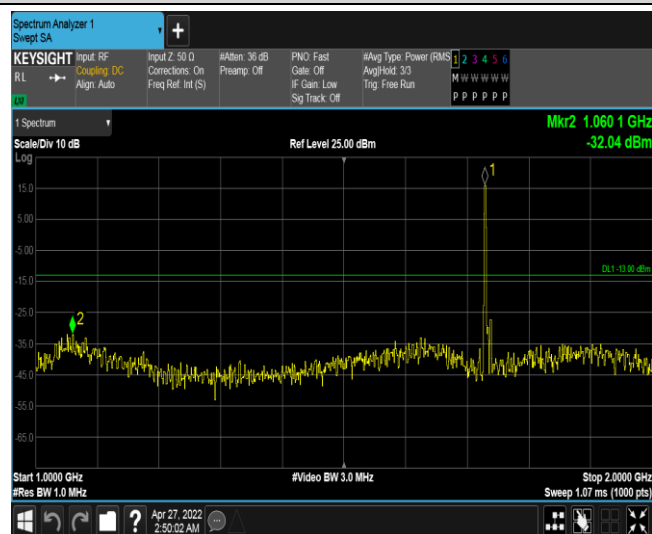 Spectrum Analyzer 1
Swept SA
+
KEYSIGHT Input: RF
RL Coupling: DC
Align: Auto
Input Z: 50 Ω
Corrections: On
Freq Ref: Int (S)
#Atten: 36 dB
Preamp: Off
PNO: Fast
Gate: Off
IF Gain: Low
Sig Track: Off
#Avg Type: Power (RMS
Avg|Hold: 3/3
Trig: Free Run
1 2 3 4 5 6
M W W W W W
P P P P P P
1 Spectrum
Mkr2 1.060 1 GHz
Scale/Div 10 dB
Ref Level 25.00 dBm
-32.04 dBm
Log
1
15.0
5.00
-5.00
DL1 -13.00 dBm
-15.0
-25.0
2
-35.0
-45.0
-55.0
-65.0
Start 1.0000 GHz
#Video BW 3.0 MHz
Stop 2.0000 GHz
#Res BW 1.0 MHz
Sweep 1.07 ms (1000 pts)
?
Apr 27, 2022
2:50:02 AM